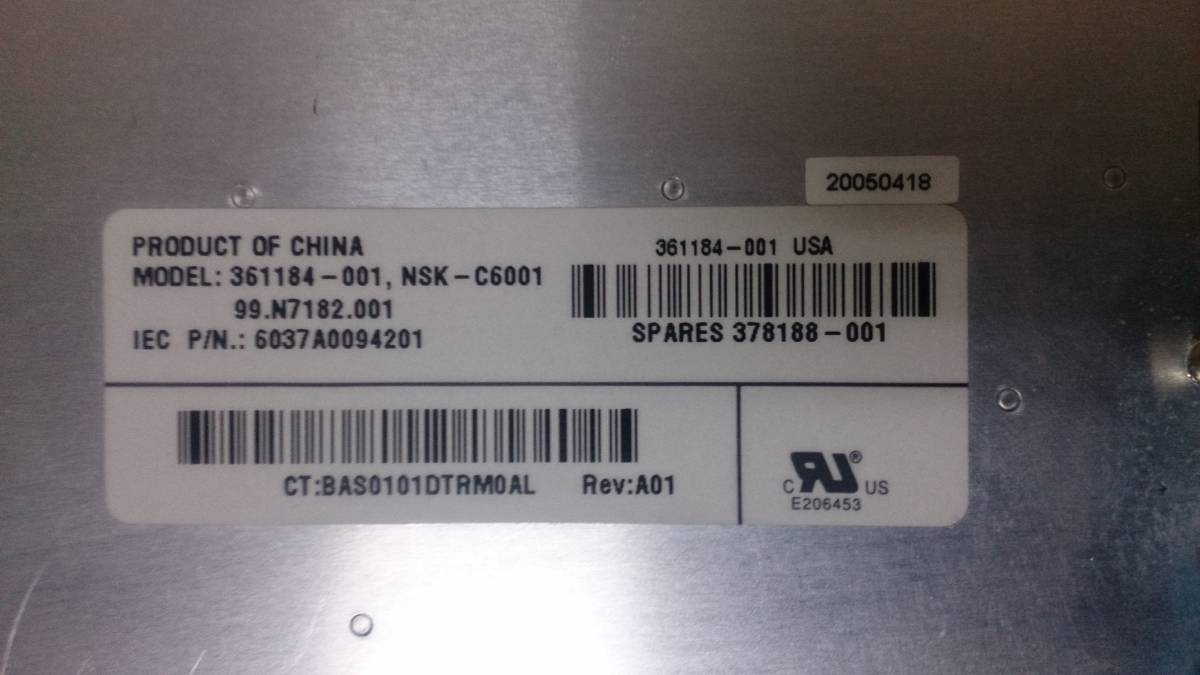 20050418
PRODUCT OF CHINA
MODEL: 361184-001, NSK-C6001
99.N7182.001
IEC P/N.: 6037A0094201
361184-001 USA
SPARES 378188-001
CT:BAS0101DTRM0AL Rev:A01
C RU ® US
E206453